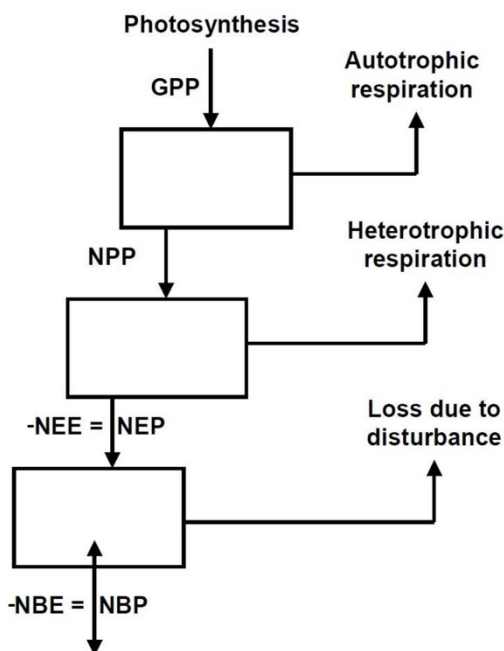 Photosynthesis
GPP
Autotrophic
respiration
NPP
Heterotrophic
respiration
-NEE = NEP
Loss due to
disturbance
-NBE = NBP